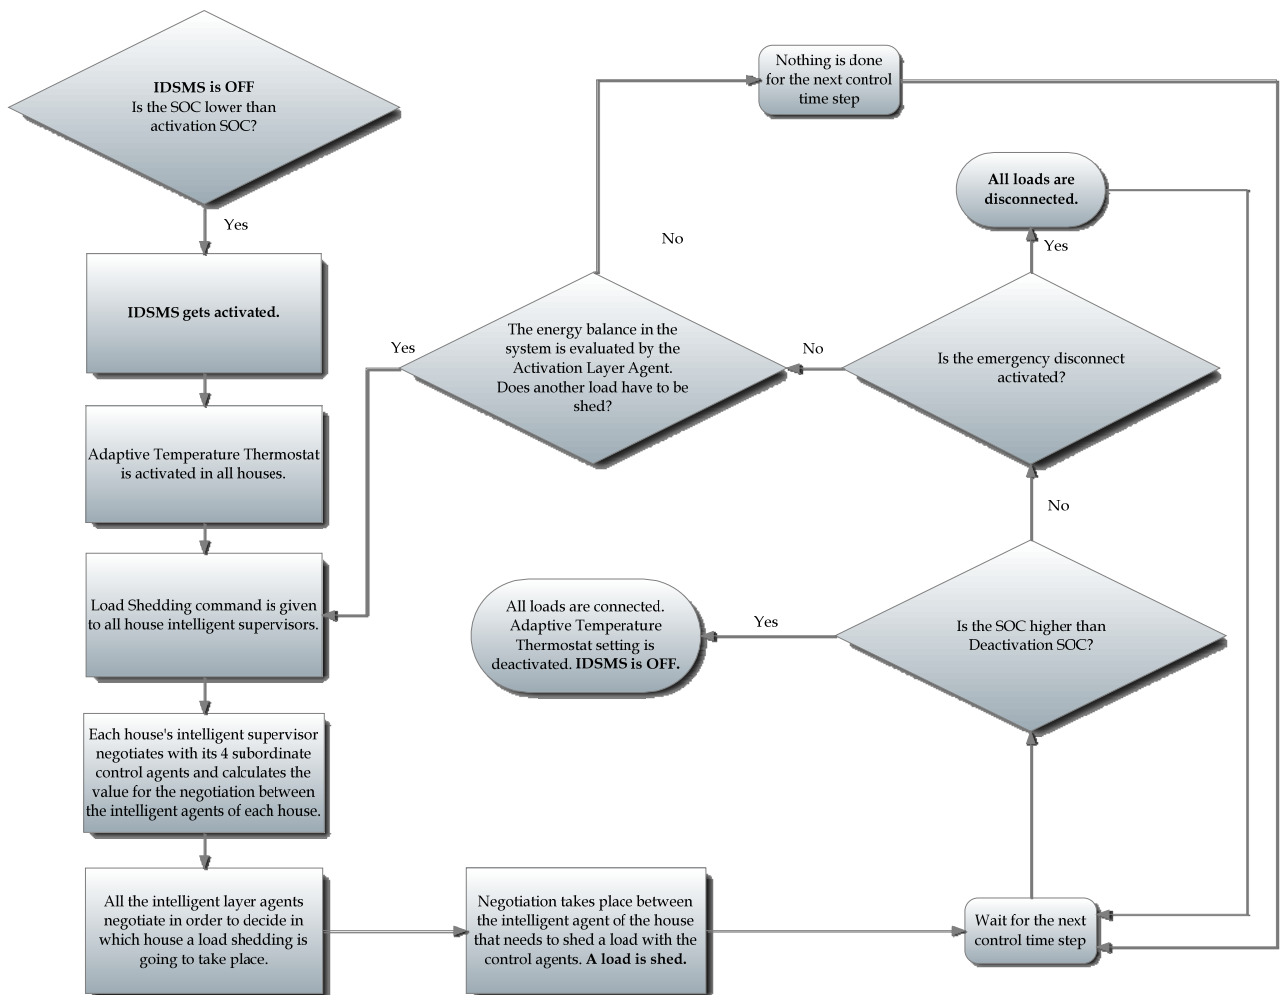 IDSMS is OFF
Is the SOC lower than
activation SOC?
Yes
IDSMS gets activated.
Adaptive Temperature Thermostat
is activated in all houses.
Load Shedding command is given
to all house intelligent supervisors.
Each house's intelligent supervisor
negotiates with its 4 subordinate
control agents and calculates the
value for the negotiation between
the intelligent agents of each house.
All the intelligent layer agents
negotiate in order to decide in
which house a load shedding is
going to take place.
Negotiation takes place between
the intelligent agent of the house
that needs to shed a load with the
control agents. A load is shed.
Wait for the next
control time step
Is the SOC higher than
Deactivation SOC?
Yes
All loads are connected.
Adaptive Temperature
Thermostat setting is
deactivated. IDSMS is OFF.
No
Is the emergency disconnect
activated?
Yes
All loads are
disconnected.
No
The energy balance in the
system is evaluated by the
Activation Layer Agent.
Does another load have to be
shed?
Yes
No
Nothing is done
for the next control
time step